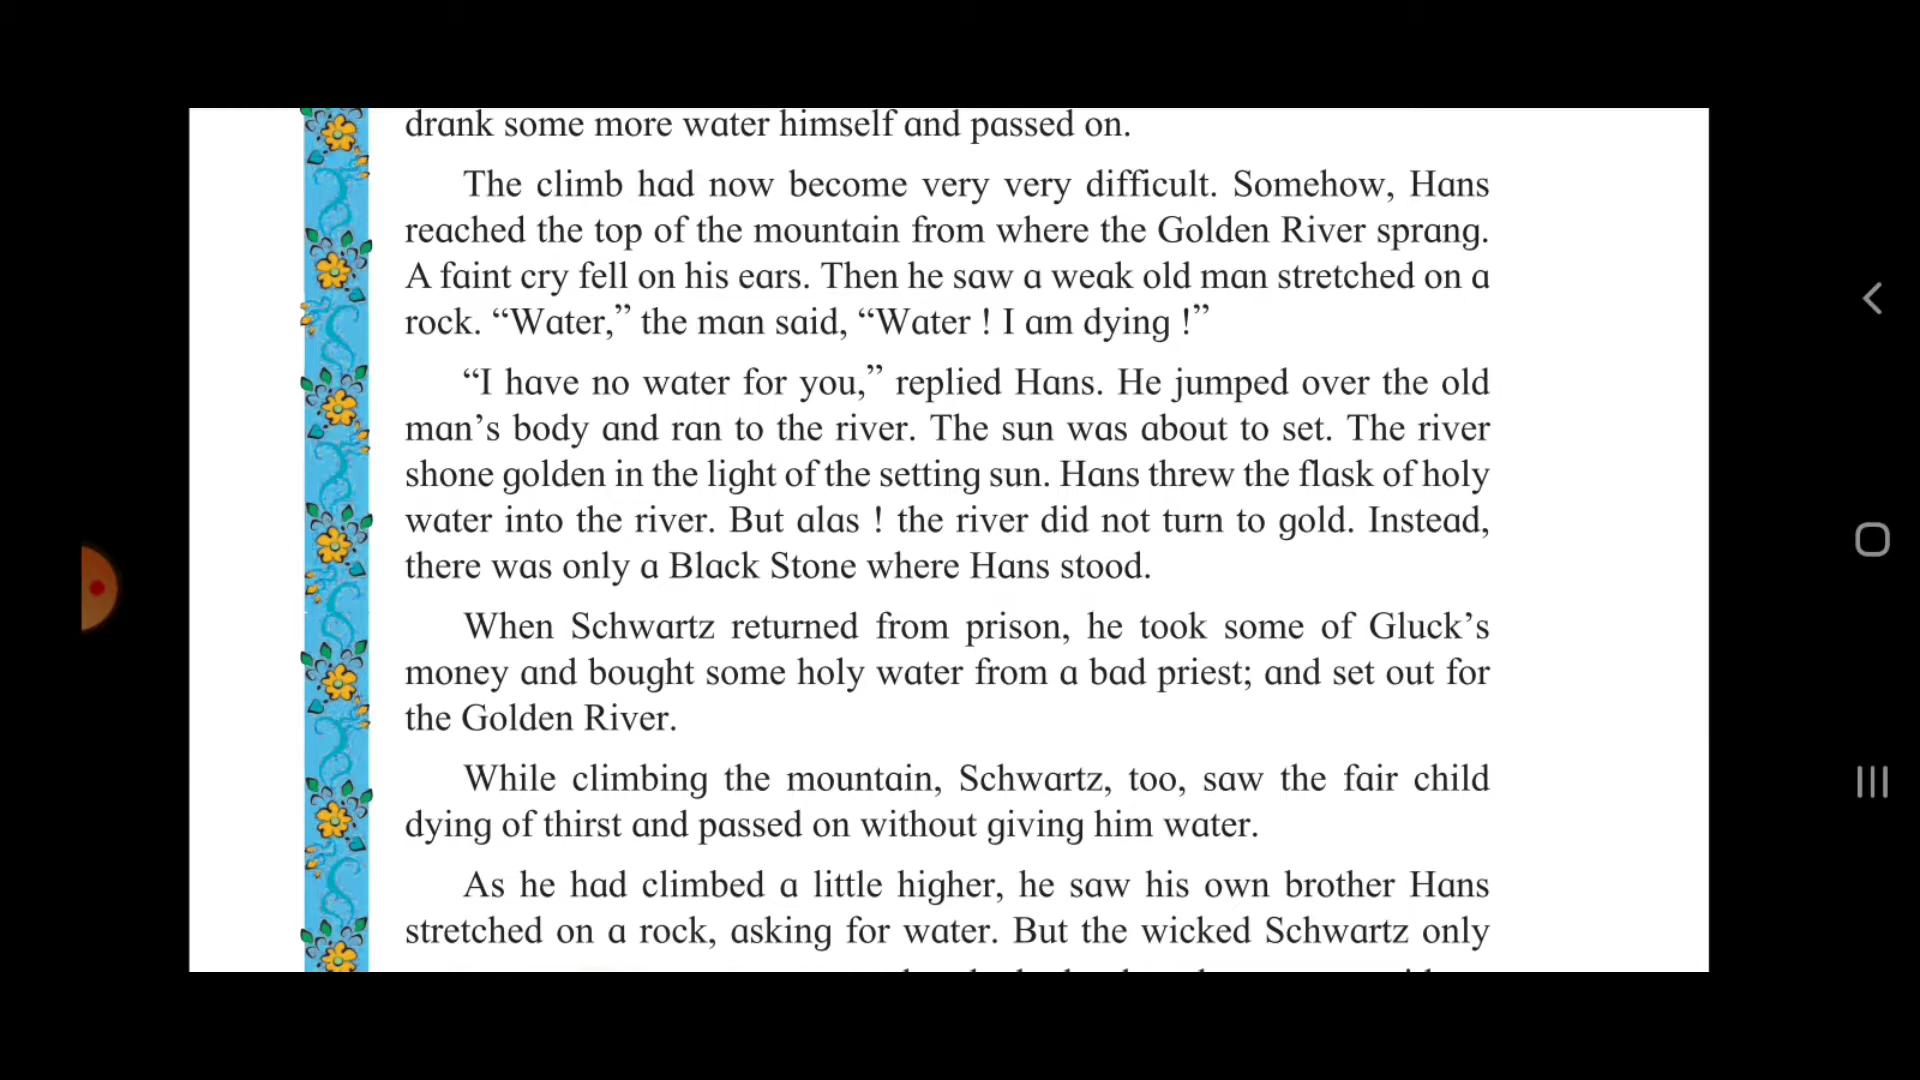 drank some more water himself and passed on.
The climb had now become very very difficult. Somehow, Hans
reached the top of the mountain from where the Golden River sprang.
A faint cry fell on his ears. Then he saw a weak old man stretched on a
rock. “Water,” the man said, “Water ! I am dying !”
“I have no water for you,” replied Hans. He jumped over the old
man’s body and ran to the river. The sun was about to set. The river
shone golden in the light of the setting sun. Hans threw the flask of holy
water into the river. But alas ! the river did not turn to gold. Instead,
there was only a Black Stone where Hans stood.
When Schwartz returned from prison, he took some of Gluck’s
money and bought some holy water from a bad priest; and set out for
the Golden River.
While climbing the mountain, Schwartz, too, saw the fair child
dying of thirst and passed on without giving him water.
As he had climbed a little higher, he saw his own brother Hans
stretched on a rock, asking for water. But the wicked Schwartz only